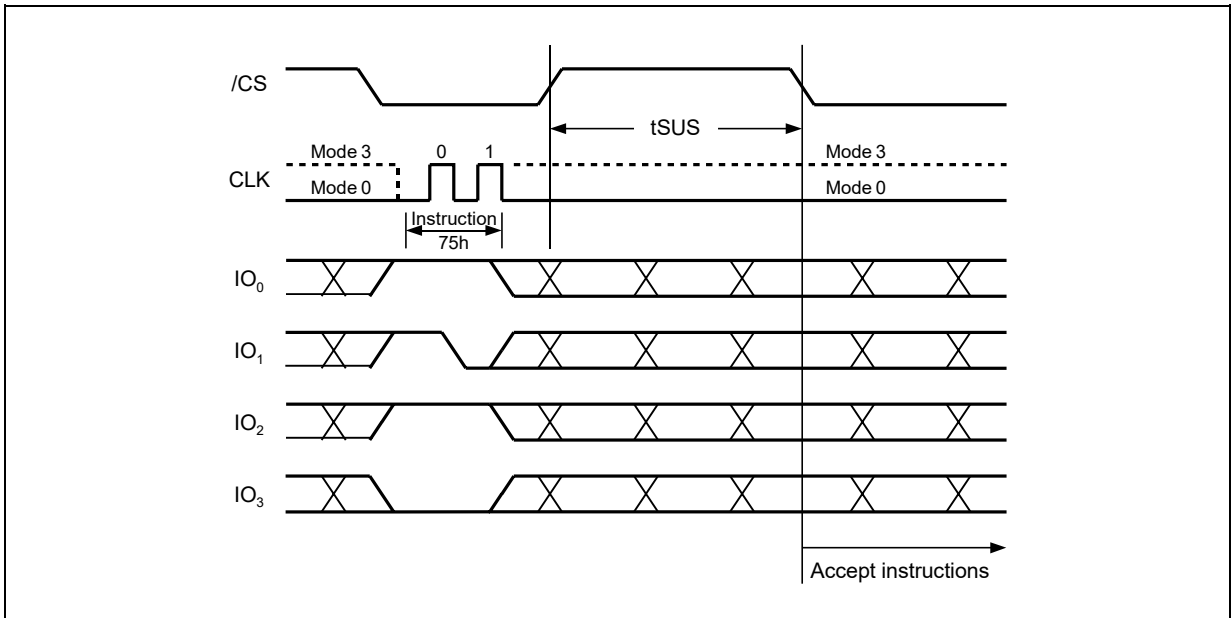 /CS
tSUS
Mode 3 0 1 Mode 3
CLK
Mode 0 Mode 0
Instruction
75h
IO0
IO1
IO2
IO3
Accept instructions